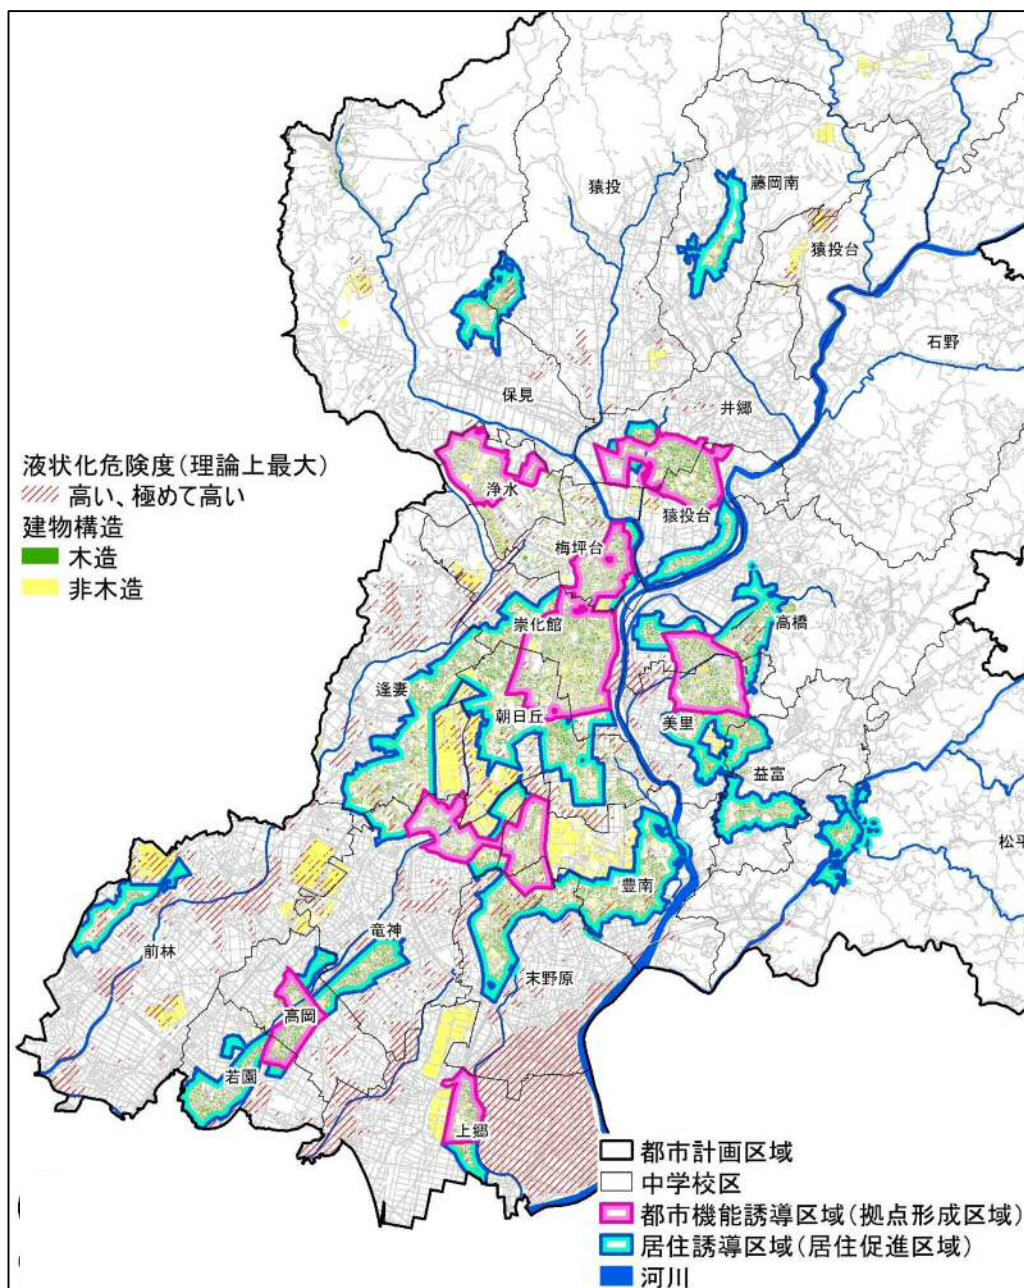 猿投
藤岡南
猿投台
石野
保見
井郷
液状化危険度(理論上最大)
高い、極めて高い
建物構造
木造
非木造
浄水
猿投台
梅坪台
崇化館
高橋
逢妻
朝日丘
美里
益富
松平
豊南
竜神
前林
末野原
高岡
若園
上郷
都市計画区域
中学校区
都市機能誘導区域(拠点形成区域)
居住誘導区域(居住促進区域)
河川